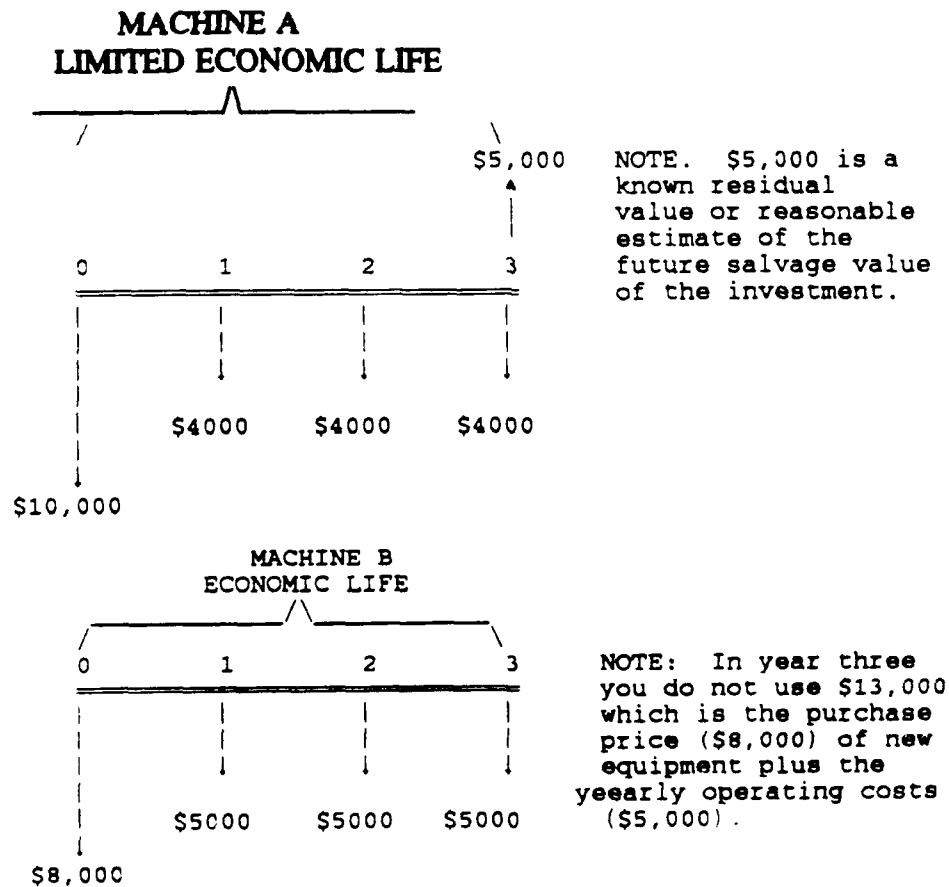 MACHINE A
LIMITED ECONOMIC LIFE
$5,000
NOTE. $5,000 is a
known residual
value or reasonable
estimate of the
future salvage value
of the investment.
0 1 2 3
$4000 $4000 $4000
$10,000
MACHINE B
ECONOMIC LIFE
0 1 2 3
NOTE: In year three
you do not use $13,000
which is the purchase
price ($8,000) of new
equipment plus the
yeearly operating costs
($5,000).
$5000 $5000 $5000
$8,000